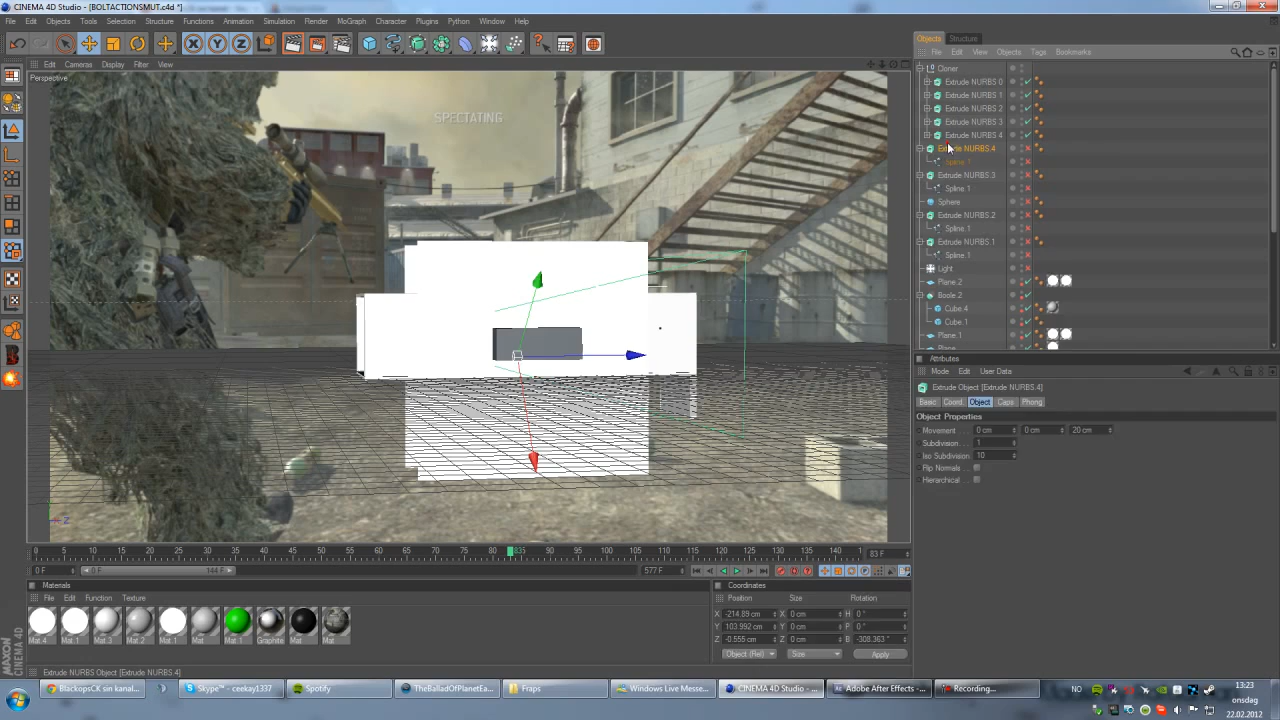 CINEMA 4D Studio - [BOLTACTIONSMUT.c4d *]
File Edit Objects Tools Selection Structure Functions Animation Simulation Render MoGraph Character Plugins Python Window Help
Objects Structure
File Edit View Objects Tags Bookmarks
Edit Cameras Display Filter View
Perspective
SPECTATING
Cloner
Extrude NURBS 0
Extrude NURBS 1
Extrude NURBS 2
Extrude NURBS 3
Extrude NURBS 4
Extrude NURBS.4
Spline.1
Extrude NURBS.3
Spline.1
Sphere
Extrude NURBS.2
Spline.1
Extrude NURBS.1
Spline.1
Light
Plane.2
Boole.2
Cube.4
Cube.1
Plane.1
Plane
Attributes
Mode Edit User Data
Extrude Object [Extrude NURBS.4]
Basic Coord. Object Caps Phong
Object Properties
Movement . . . 0 cm 0 cm 20 cm
Subdivision . . 1
Iso Subdivision 10
Flip Normals
Hierarchical
0 5 10 15 20 25 30 35 40 45 50 55 60 65 70 75 80 835 90 95 100 105 110 115 120 125 130 135 140 1 83 F
0 F 0 F 144 F 577 F
Materials
File Edit Function Texture
Mat.4 Mat.1 Mat.3 Mat.2 Mat.1 Mat Mat.1 Graphite Mat Mat
Coordinates
Position Size Rotation
X -214.89 cm X 0 cm H 0 °
Y 103.992 cm Y 0 cm P 0 °
Z -0.555 cm Z 0 cm B -308.363 °
Object (Rel) Size Apply
MAXON CINEMA 4D
Extrude NURBS Object [Extrude NURBS.4]
BlackopsCK sin kanal... Skype™ - ceekay1337 Spotify TheBalladOfPlanetEa... Fraps Windows Live Messe... CINEMA 4D Studio - ... Adobe After Effects - ... Recording... NO
13:23
onsdag
22.02.2012